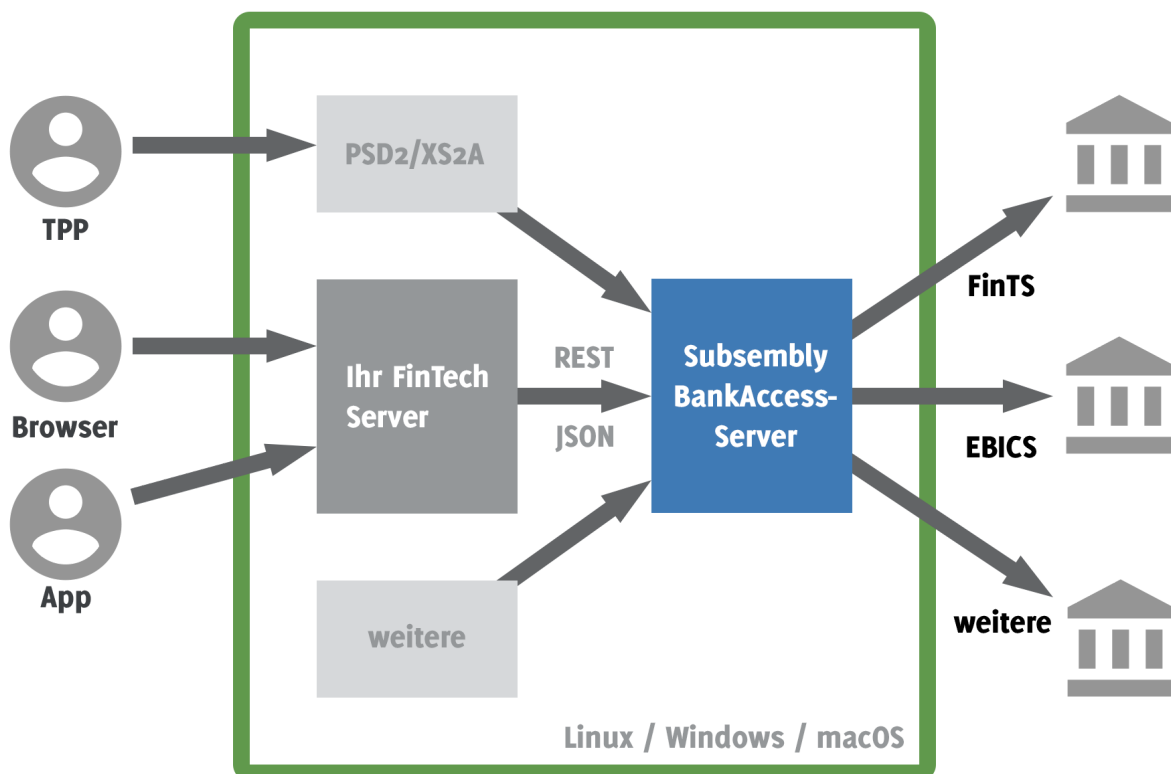 TPP
Browser
App
PSD2/XS2A
Ihr FinTech
Server
weitere
REST
JSON
Subsembly
BankAccess-
Server
FinTS
EBICS
weitere
Linux / Windows / macOS